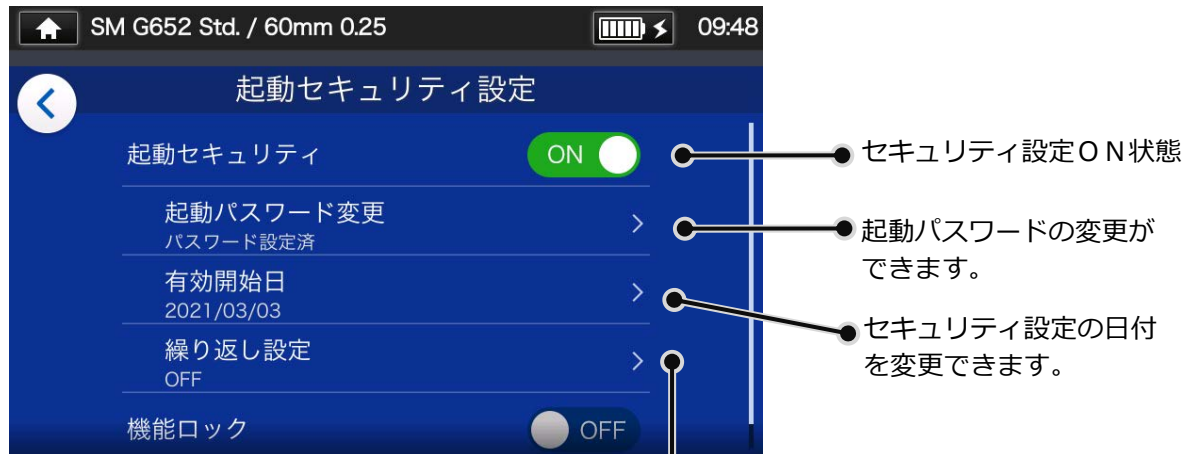 SM G652 Std. / 60mm 0.25
09:48
起動セキュリティ設定
起動セキュリティ
ON
セキュリティ設定ON状態
起動パスワード変更
パスワード設定済
起動パスワードの変更が
できます。
有効開始日
2021/03/03
セキュリティ設定の日付
を変更できます。
繰り返し設定
OFF
機能ロック
OFF